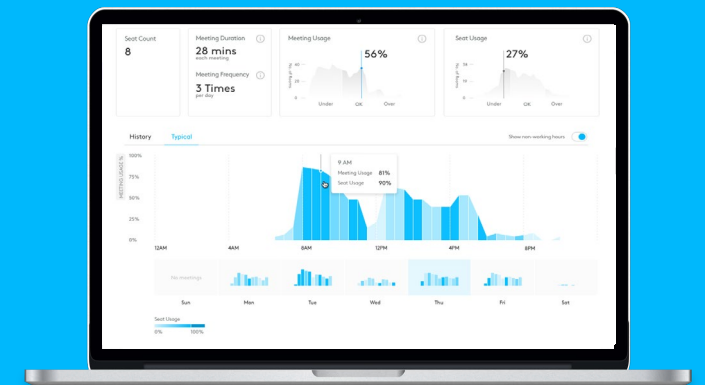 Seat Count
8
Meeting Duration
28 mins
each meeting
Meeting Frequency
3 Times
per day
Meeting Usage
56%
Under OK Over
Seat Usage
27%
Under OK Over
History Typical
Show non-working hours
MEETING USAGE %
100%
75%
50%
25%
0%
9 AM
Meeting Usage 81%
Seat Usage 90%
12AM 4AM 8AM 12PM 4PM 8PM
No meetings
Sun Mon Tue Wed Thu Fri Sat
Seat Usage
0% 100%